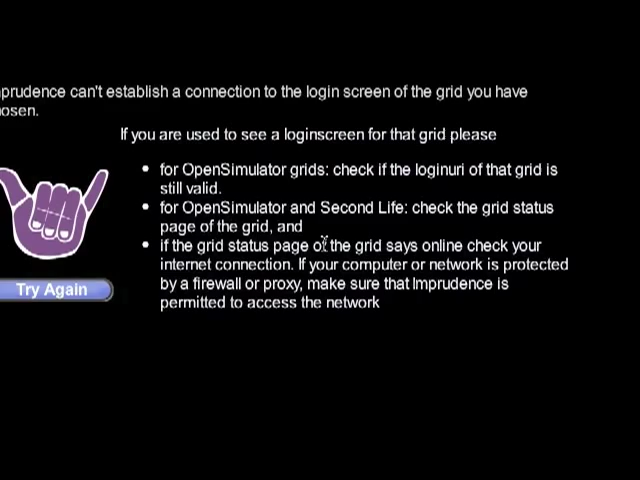 prudence can't establish a connection to the login screen of the grid you have
osen.
If you are used to see a loginscreen for that grid please
• for OpenSimulator grids: check if the loginuri of that grid is
still valid.
• for OpenSimulator and Second Life: check the grid status
page of the grid, and
• if the grid status page of the grid says online check your
internet connection. If your computer or network is protected
by a firewall or proxy, make sure that Imprudence is
permitted to access the network
Try Again